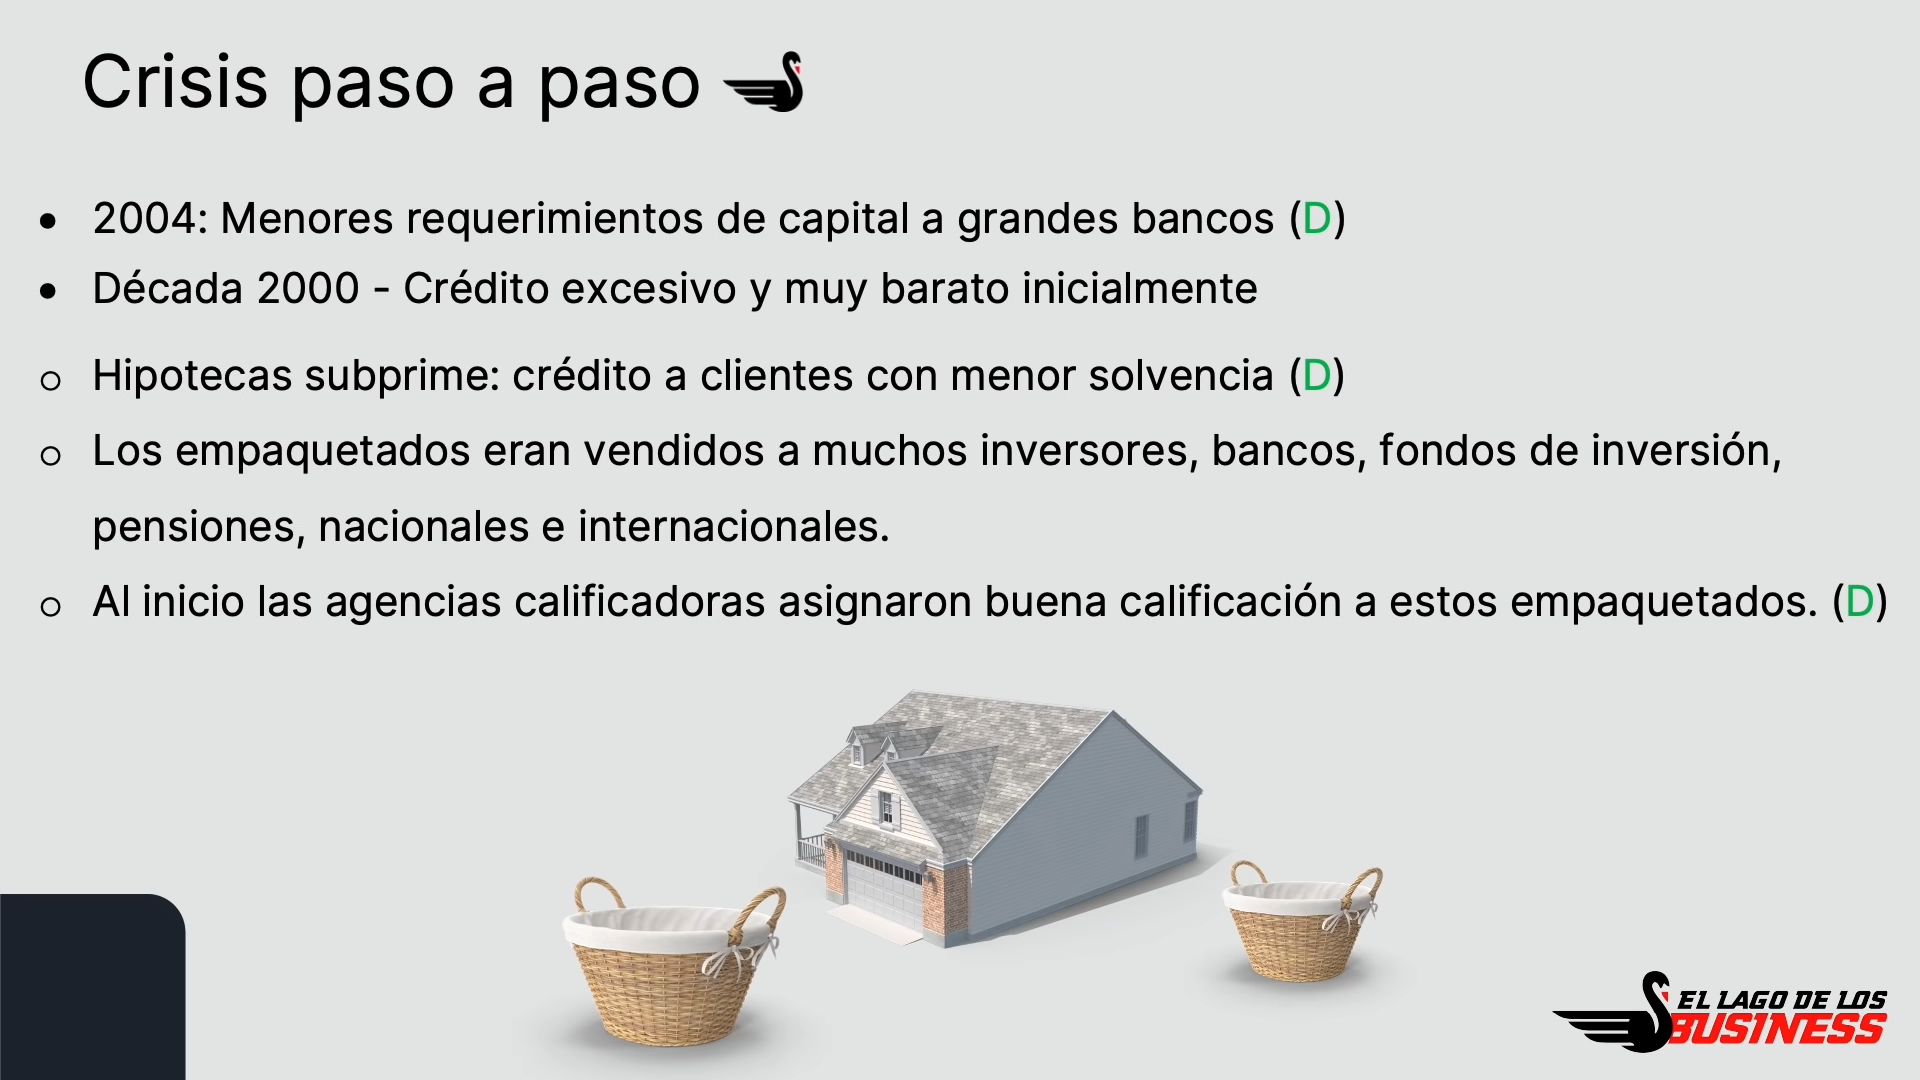 Crisis paso a paso
• 2004: Menores requerimientos de capital a grandes bancos (D)
• Década 2000 - Crédito excesivo y muy barato inicialmente
○ Hipotecas subprime: crédito a clientes con menor solvencia (D)
○ Los empaquetados eran vendidos a muchos inversores, bancos, fondos de inversión,
pensiones, nacionales e internacionales.
○ Al inicio las agencias calificadoras asignaron buena calificación a estos empaquetados. (D)
EL LAGO DE LOS
BUSINESS